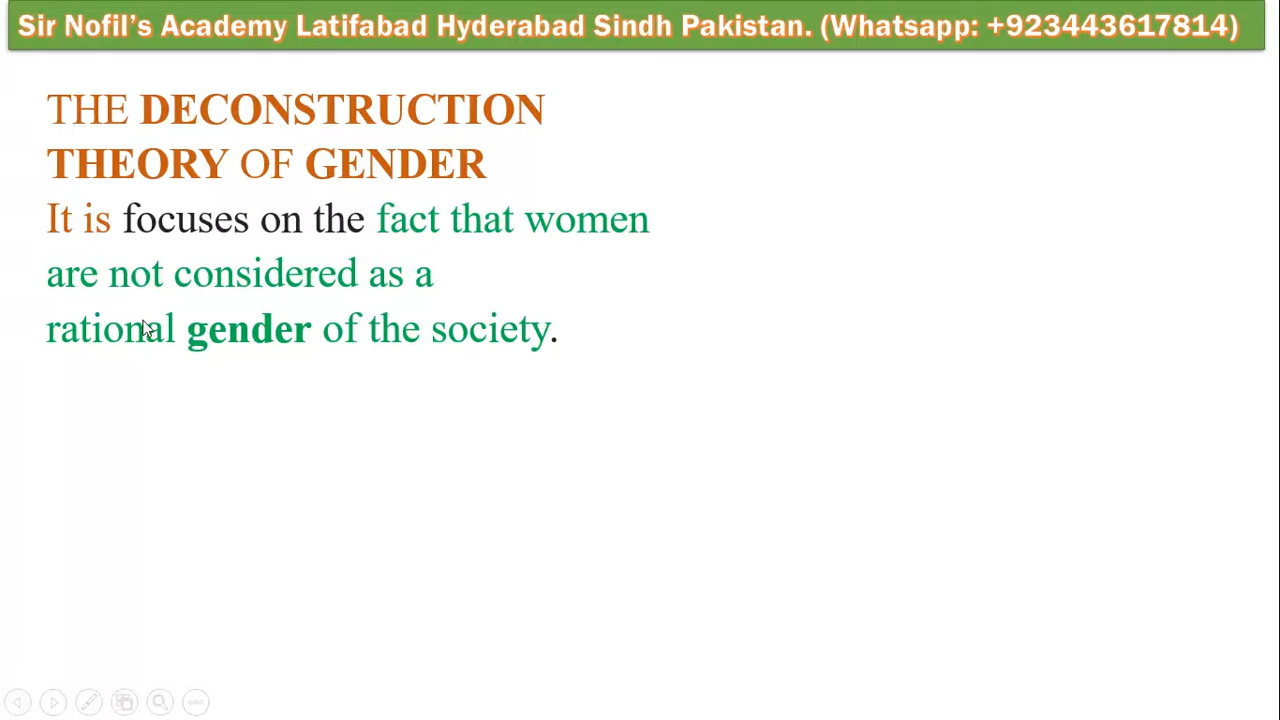 Sir Nofil’s Academy Latifabad Hyderabad Sindh Pakistan. (Whatsapp: +923443617814)
THE DECONSTRUCTION
THEORY OF GENDER
It is focuses on the fact that women
are not considered as a
rational gender of the society.